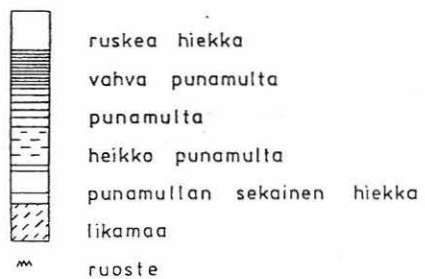 ruskea hiekka
vahva punamulta
punamulta
heikko punamulta
punamullan sekainen hiekka
likamaa
ruoste